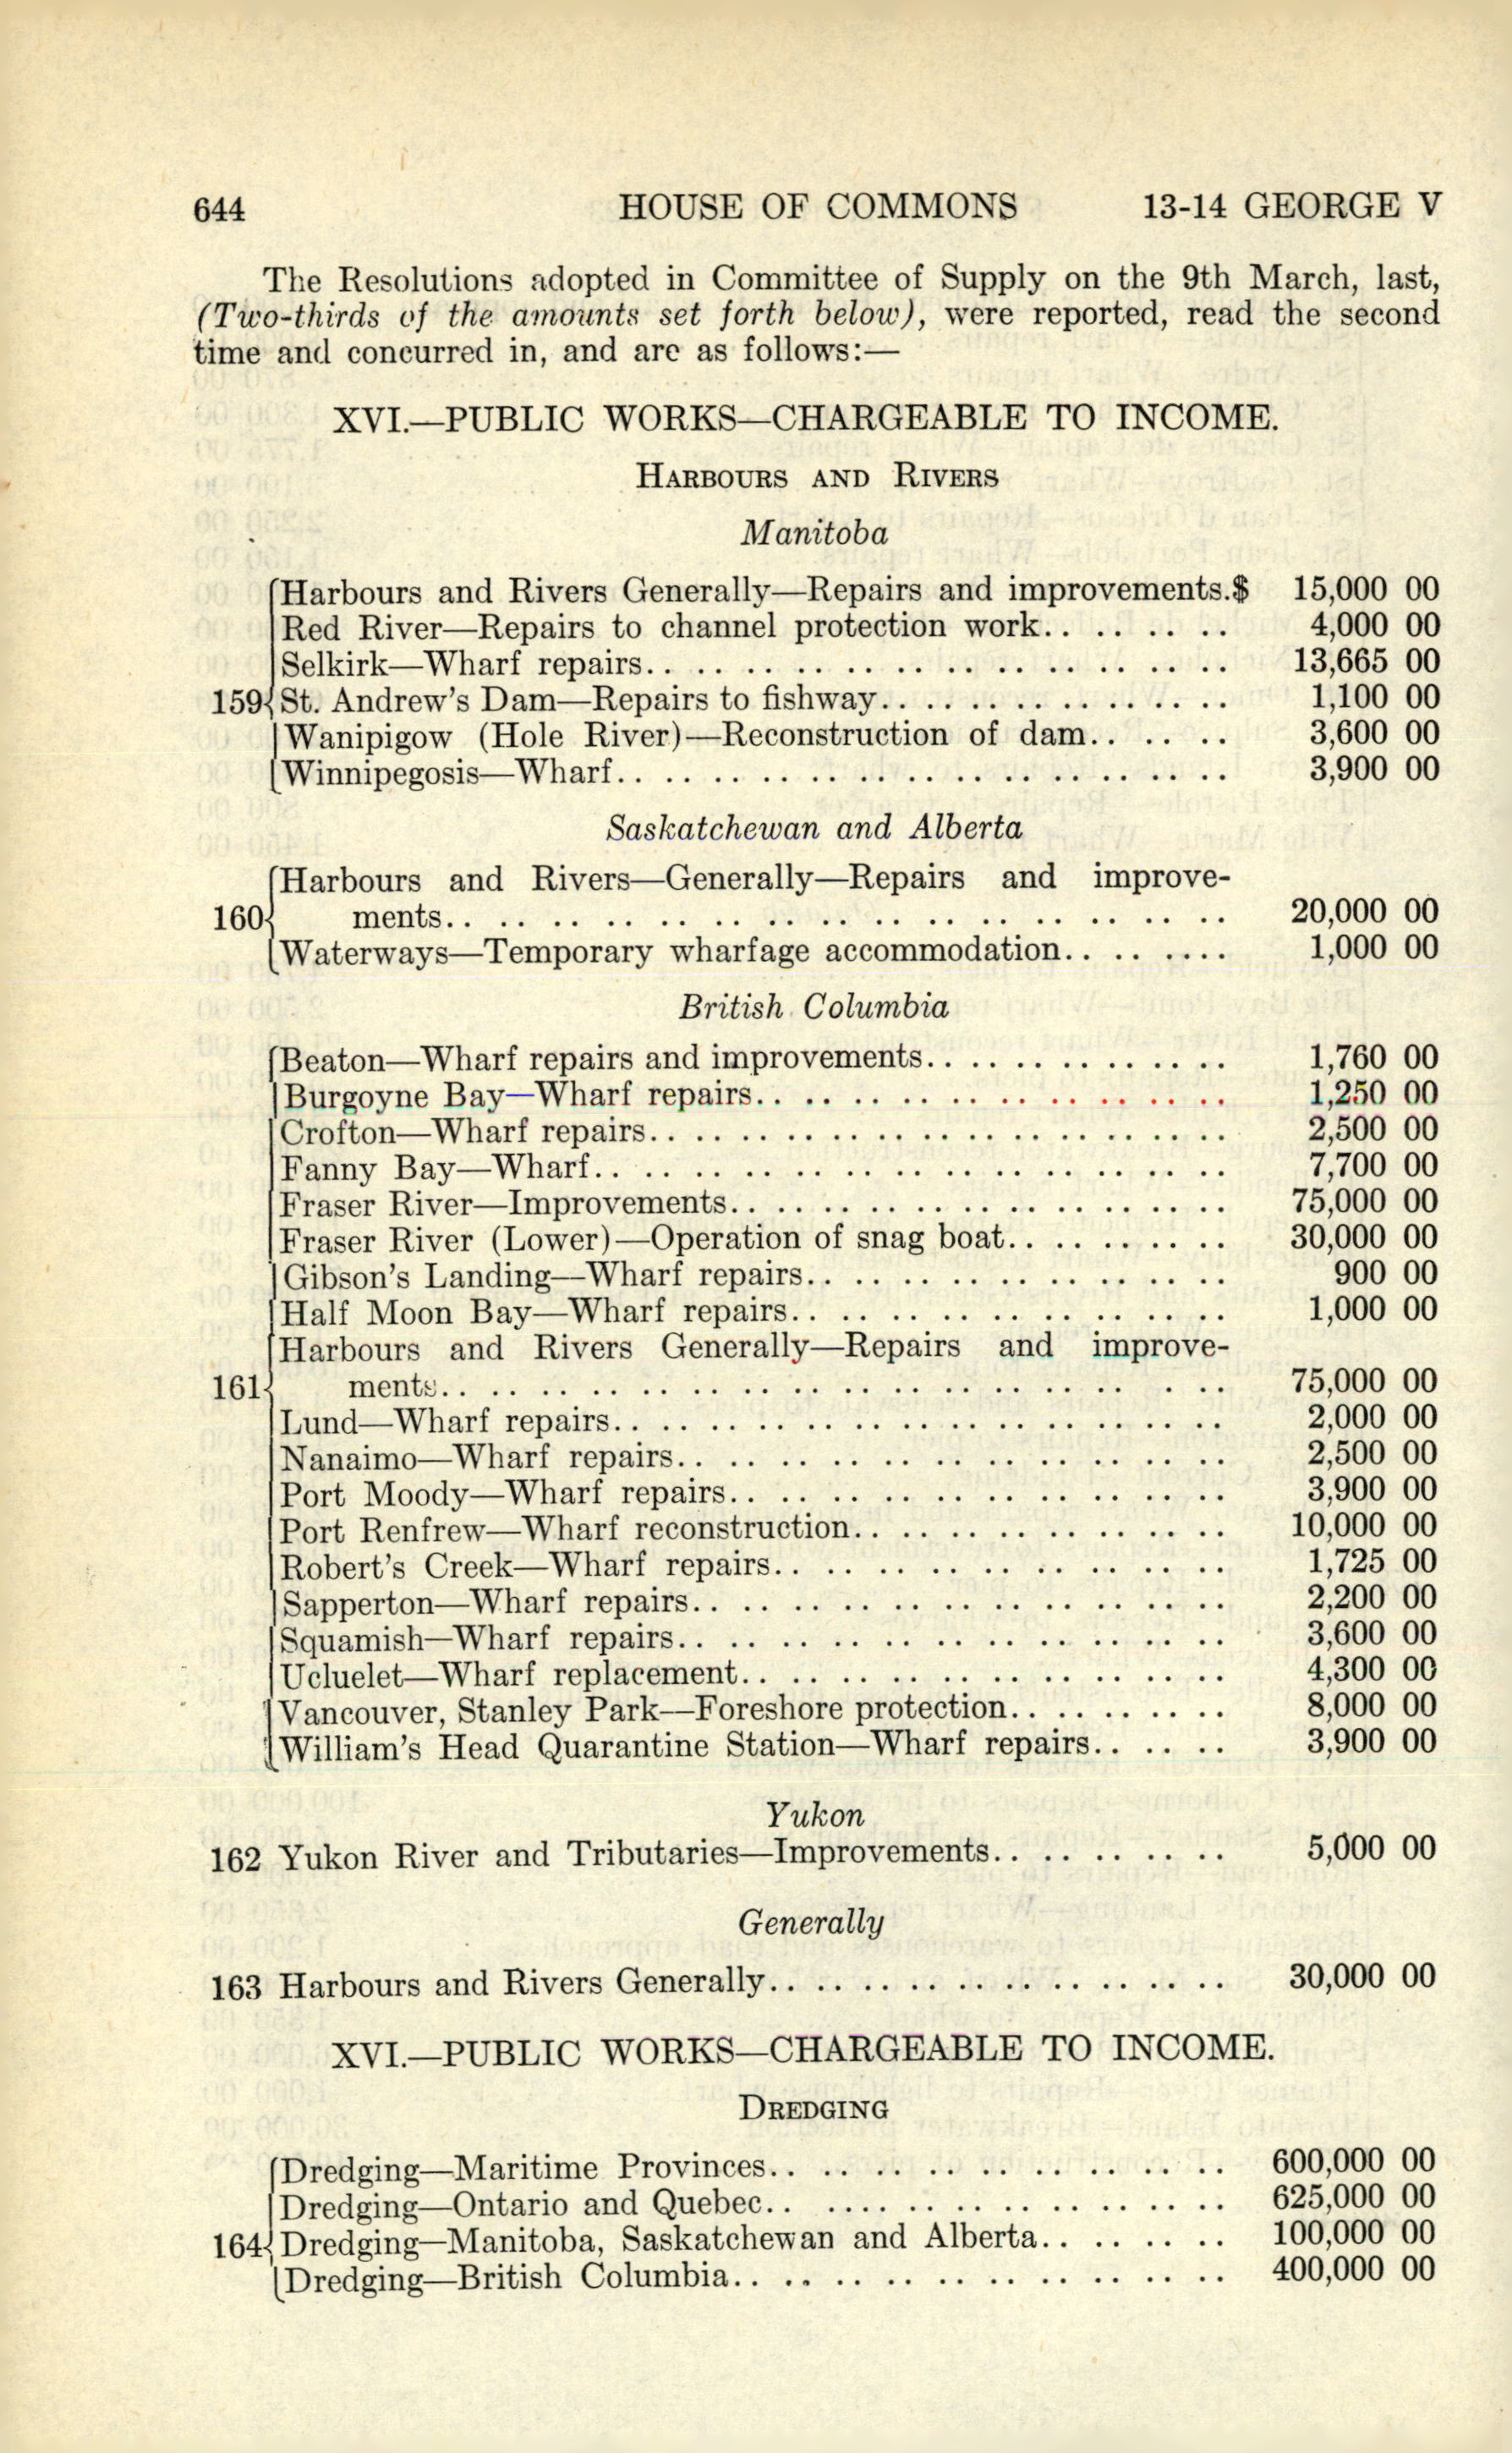 644 HOUSE OF COMMONS 13-14 GEORGE V
The Resolutions adopted in Committee of Supply on the 9th March, last,
(Two-thirds of the amounts set forth below), were reported, read the second
time and concurred in, and are as follows:—
XVI.—PUBLIC WORKS—CHARGEABLE TO INCOME.
HARBOURS AND RIVERS
Manitoba
Harbours and Rivers Generally—Repairs and improvements.$ 15,000 00
Red River—Repairs to channel protection work.. .. .. .. 4,000 00
Selkirk—Wharf repairs.. .. .. .. .. .. .. .. .. .. .. .. 13,665 00
159 St. Andrew's Dam—Repairs to fishway.. .. .. .. .. .. .. 1,100 00
Wanipigow (Hole River)—Reconstruction of dam.. .. .. 3,600 00
Winnipegosis—Wharf.. .. .. .. .. .. .. .. .. .. .. .. .. 3,900 00
Saskatchewan and Alberta
Harbours and Rivers—Generally—Repairs and improve-
160 ments.. .. .. .. .. .. .. .. .. .. .. .. .. .. .. 20,000 00
Waterways—Temporary wharfage accommodation.. .. .... 1,000 00
British Columbia
Beaton—Wharf repairs and improvements.. .. .. .. .. .. 1,760 00
Burgoyne Bay—Wharf repairs.. .. .. .. .. .. .. .. .. .. 1,250 00
Crofton—Wharf repairs.. .. .. .. .. .. .. .. .. .. .. .. 2,500 00
Fanny Bay—Wharf.. .. .. .. .. .. .. .. .. .. .. .. .. 7,700 00
Fraser River—Improvements.. .. .. .. .. .. .. .. .. .. 75,000 00
Fraser River (Lower)—Operation of snag boat.. .. .. .. .. 30,000 00
Gibson's Landing—Wharf repairs.. .. .. .. .. .. .. .. .. 900 00
Half Moon Bay—Wharf repairs.. .. .. .. .. .. .. .. .. 1,000 00
Harbours and Rivers Generally—Repairs and improve-
161 ments.. .. .. .. .. .. .. .. .. .. .. .. .. .. . .. 75,000 00
Lund—Wharf repairs.. .. .. .. .. .. .. .. .. .. .. .. .. 2,000 00
Nanaimo—Wharf repairs.. .. .. .. .. .. .. .. .. .. .. 2,500 00
Port Moody—Wharf repairs.. .. .. .. .. .. .. .. .. .. 3,900 00
Port Renfrew—Wharf reconstruction.. .. .. .. .. .. .. .. 10,000 00
Robert's Creek—Wharf repairs.. .. .. .. .. .. .. .. .. 1,725 00
Sapperton—Wharf repairs.. .. .. .. .. .. .. .. .. .. .. 2,200 00
Squamish—Wharf repairs.. .. .. .. .. .. .. .. .. .. .. 3,600 00
Ucluelet—Wharf replacement.. .. .. .. .. .. .. .. .. .. 4,300 00
Vancouver, Stanley Park—Foreshore protection.. .. .. .. .. 8,000 00
William's Head Quarantine Station—Wharf repairs.. .. .. 3,900 00
Yukon
162 Yukon River and Tributaries—Improvements.. .. .. .. .. 5,000 00
Generally
163 Harbours and Rivers Generally.. .. .. .. .. .. .. .. .. .. 30,000 00
XVI.—PUBLIC WORKS—CHARGEABLE TO INCOME.
DREDGING
Dredging—Maritime Provinces.. .. .. .. .. .. .. .. .. 600,000 00
Dredging—Ontario and Quebec.. .... .. .. .. .. .. .. .. 625,000 00
164 Dredging—Manitoba, Saskatchewan and Alberta.. .. .. .. 100,000 00
Dredging—British Columbia.. .. .. .. .. .. .. .. .. .. 400,000 00